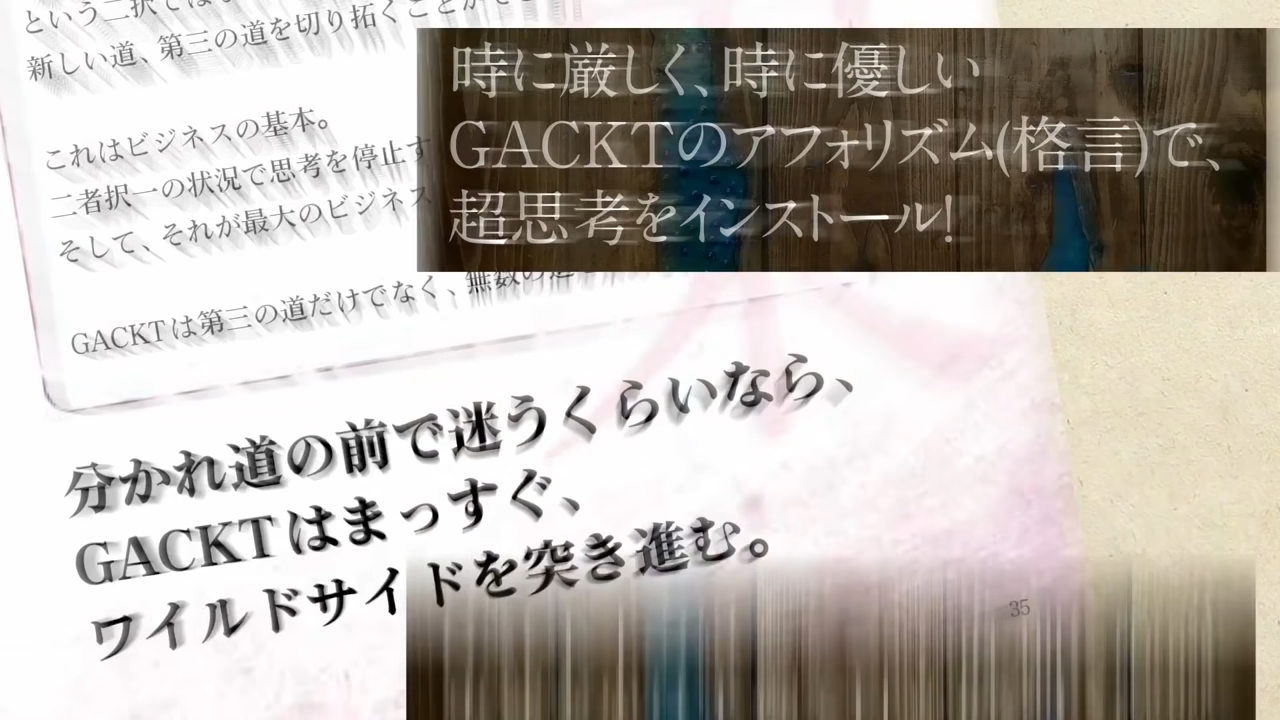 という二択では
新しい道、第三の道を切り拓くことができ
これはビジネスの基本。
二者択一の状況で思考を停止す
そして、それが最大のビジネス
GACKTは第三の道だけでなく、無数の道
分かれ道の前で迷うくらいなら、
GACKTはまっすぐ、
ワイルドサイドを突き進む。
35
時に厳しく、時に優しい
GACKTのアフォリズム(格言)で、
超思考をインストール!